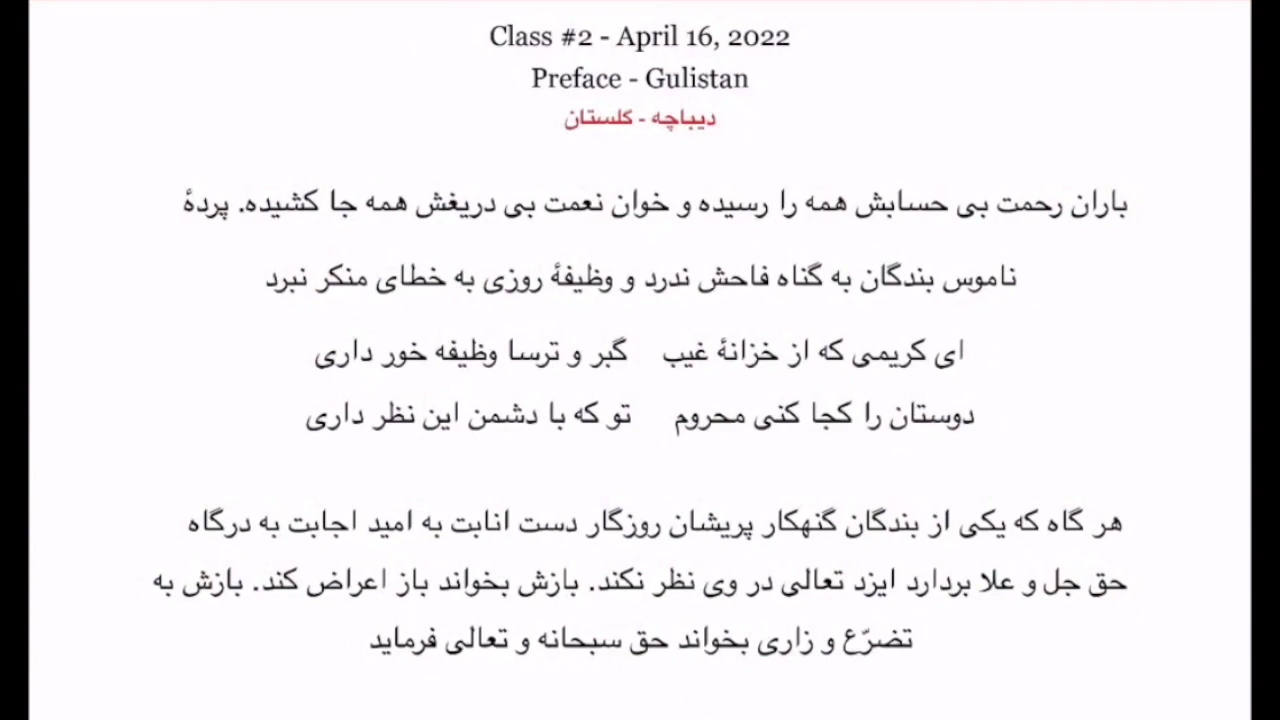 Class #2 - April 16, 2022
Preface - Gulistan
دیباچه - گلستان
باران رحمت بی حسابش همه را رسیده و خوان نعمت بی دریغش همه جا کشیده. پردهٔ
ناموس بندگان به گناه فاحش ندرد و وظیفهٔ روزی به خطای منکر نبرد
ای کریمی که از خزانهٔ غیب گبر و ترسا وظیفه خور داری
دوستان را کجا کنی محروم تو که با دشمن این نظر داری
هر گاه که یکی از بندگان گنهکار پریشان روزگار دست انابت به امید اجابت به درگاه
حق جل و علا بردارد ایزد تعالی در وی نظر نکند. بازش بخواند باز اعراض کند. بازش به
تضرّع و زاری بخواند حق سبحانه و تعالی فرماید